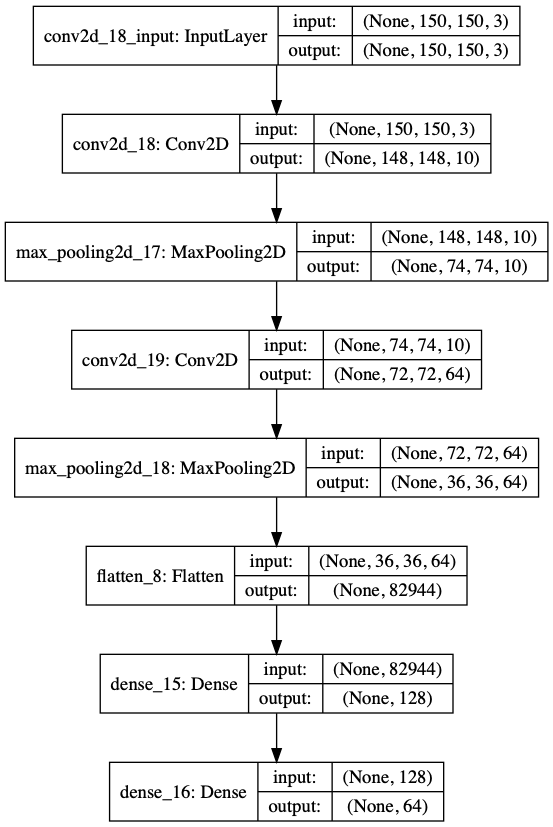 conv2d_18_input: InputLayer
input:
(None, 150, 150, 3)
output:
(None, 150, 150, 3)
conv2d_18: Conv2D
input:
(None, 150, 150, 3)
output:
(None, 148, 148, 10)
max_pooling2d_17: MaxPooling2D
input:
(None, 148, 148, 10)
output:
(None, 74, 74, 10)
conv2d_19: Conv2D
input:
(None, 74, 74, 10)
output:
(None, 72, 72, 64)
max_pooling2d_18: MaxPooling2D
input:
(None, 72, 72, 64)
output:
(None, 36, 36, 64)
flatten_8: Flatten
input:
(None, 36, 36, 64)
output:
(None, 82944)
dense_15: Dense
input:
(None, 82944)
output:
(None, 128)
dense_16: Dense
input:
(None, 128)
output:
(None, 64)